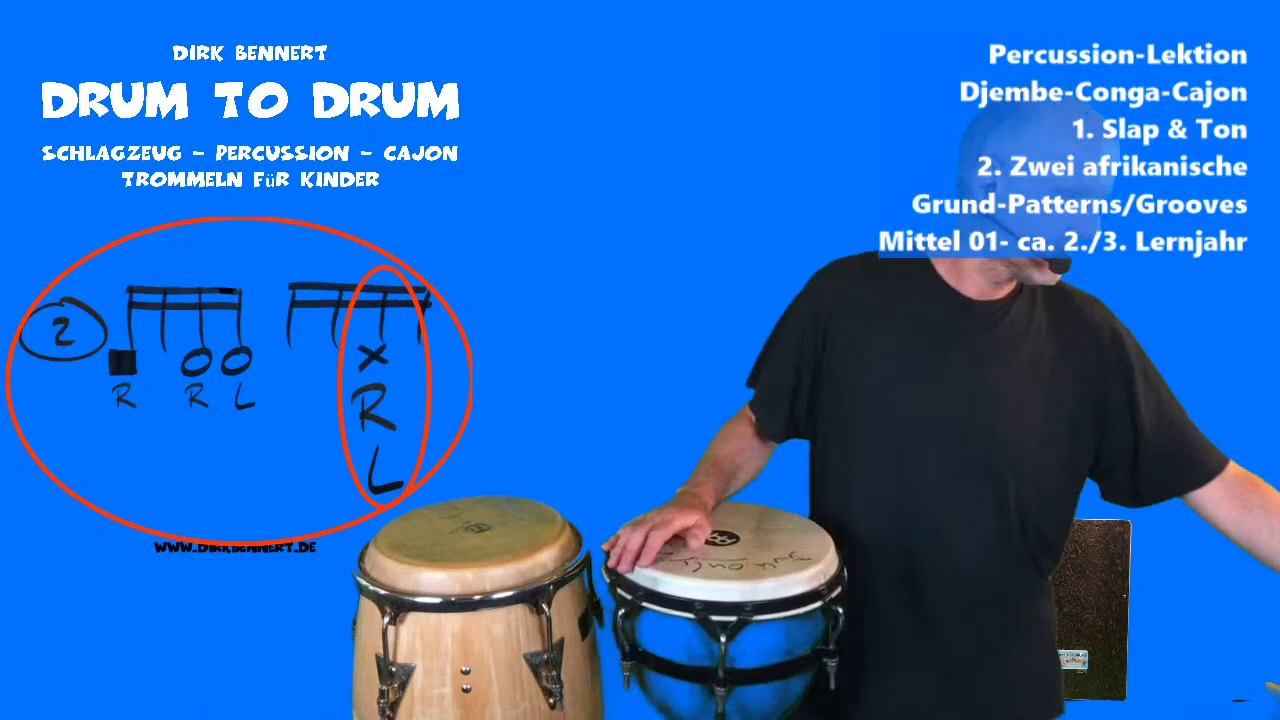 DIRK BENNERT
DRUM TO DRUM
SCHLAGZEUG - PERCUSSION - CAJON
TROMMELN FüR KINDER
Percussion-Lektion
Djembe-Conga-Cajon
1. Slap & Ton
2. Zwei afrikanische
Grund-Patterns/Grooves
Mittel 01- ca. 2./3. Lernjahr
2
R R L
R
L
WWW.DIRKBENNERT.DE